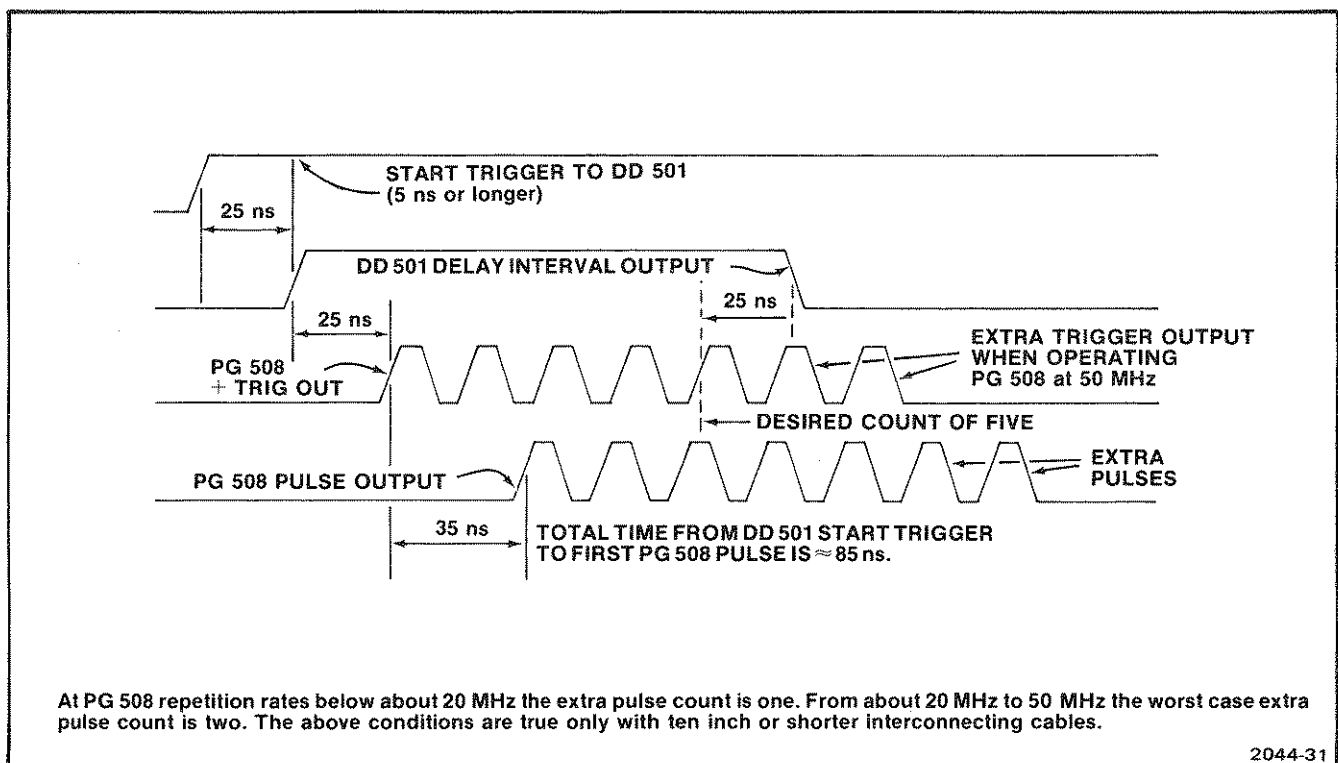 START TRIGGER TO DD 501
(5 ns or longer)
25 ns
DD 501 DELAY INTERVAL OUTPUT
25 ns
25 ns
PG 508
+ TRIG OUT
EXTRA TRIGGER OUTPUT
WHEN OPERATING
PG 508 at 50 MHz
DESIRED COUNT OF FIVE
PG 508 PULSE OUTPUT
EXTRA
PULSES
35 ns
TOTAL TIME FROM DD 501 START TRIGGER
TO FIRST PG 508 PULSE IS ≈ 85 ns.
At PG 508 repetition rates below about 20 MHz the extra pulse count is one. From about 20 MHz to 50 MHz the worst case extra
pulse count is two. The above conditions are true only with ten inch or shorter interconnecting cables.
2044-31